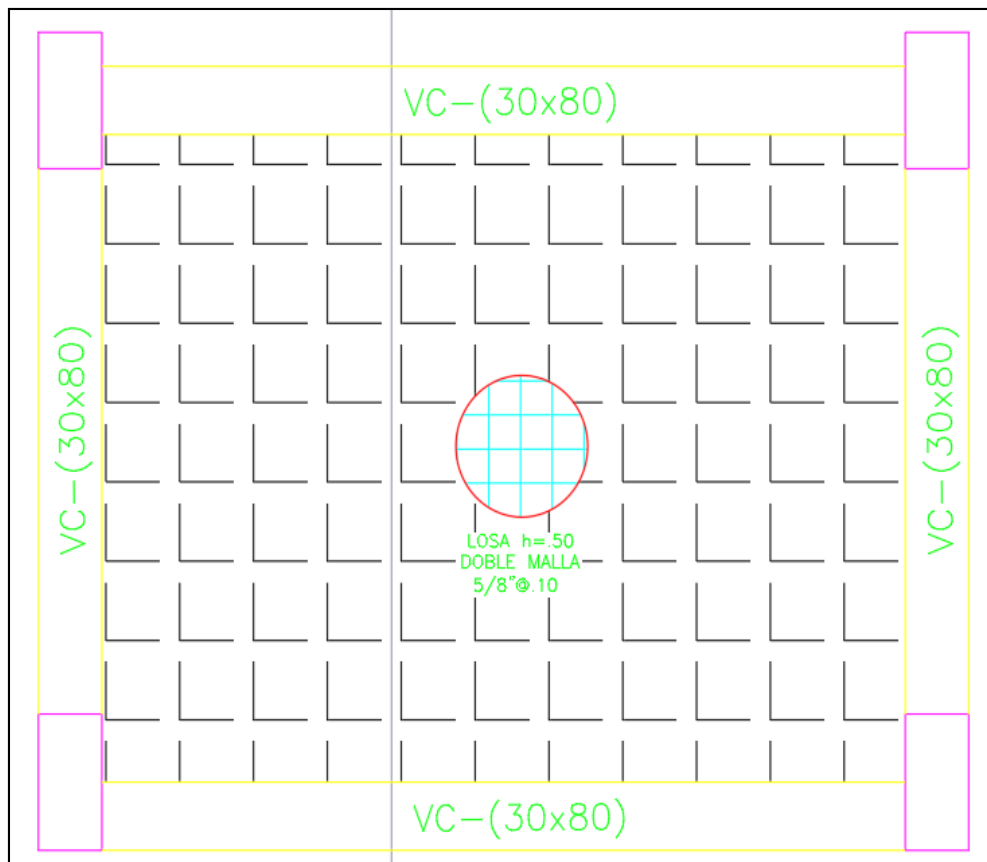 VC-(30x80)
VC-(30x80)
VC-(30x80)
LOSA h=.50
DOBLE MALLA
5/8"@.10
VC-(30x80)